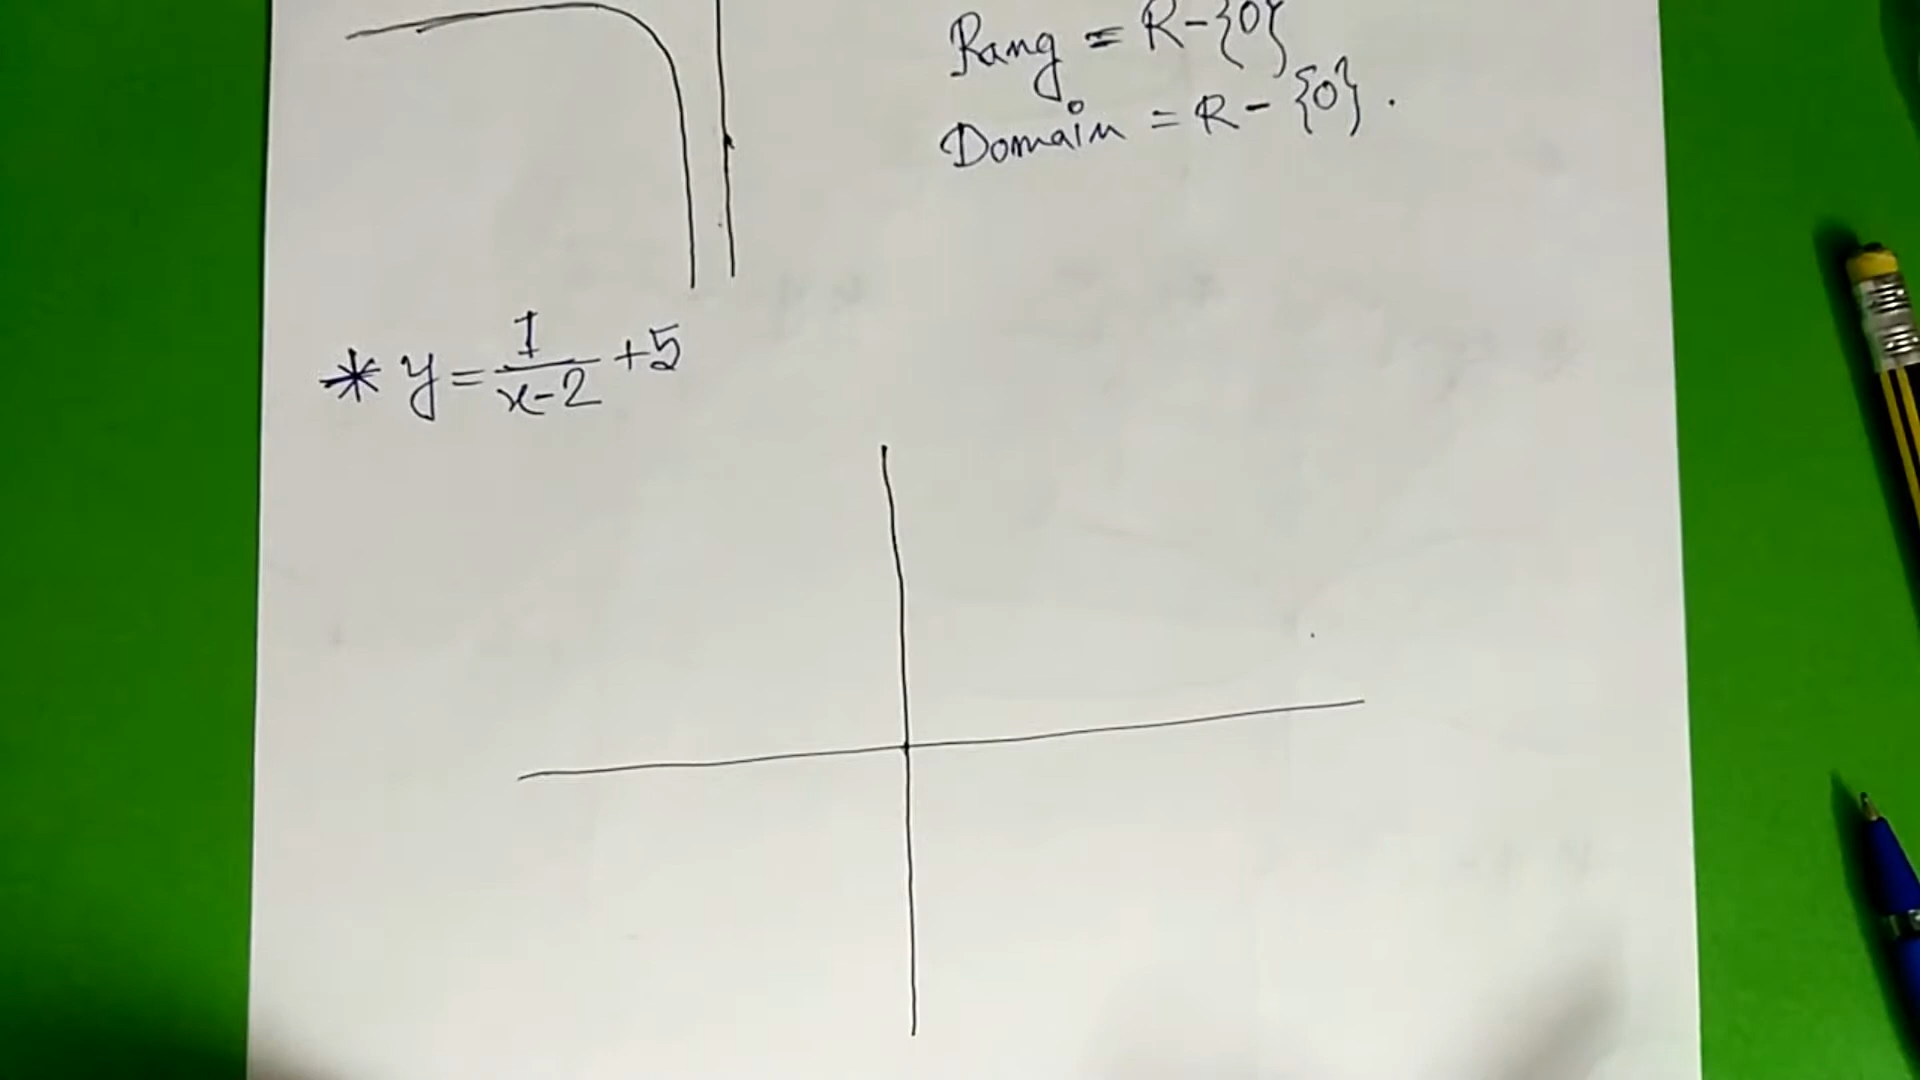 Rang = R-{0}
Domain = R - {0}.
* y = 1/(x-2) + 5